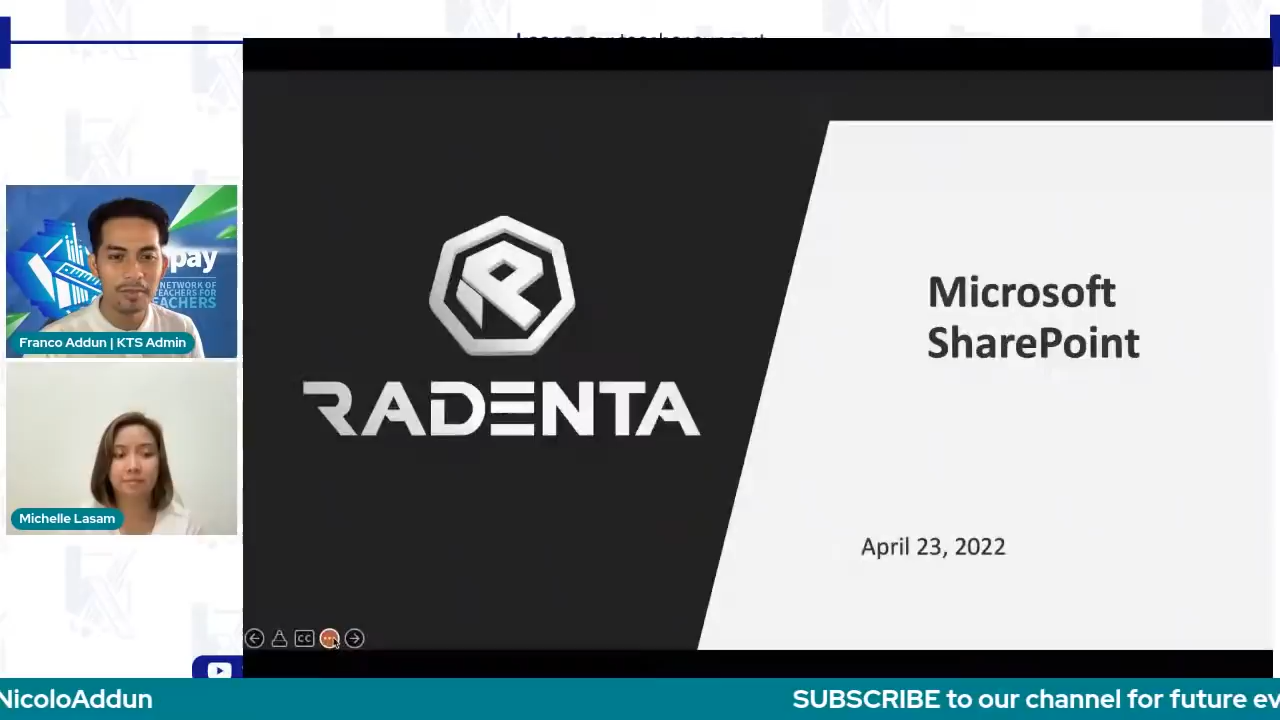 pay
NETWORK OF
TEACHERS FOR
TEACHERS
Franco Addun | KTS Admin
Michelle Lasam
RADENTA
Microsoft
SharePoint
April 23, 2022
CC
NicoloAddun
SUBSCRIBE to our channel for future ev